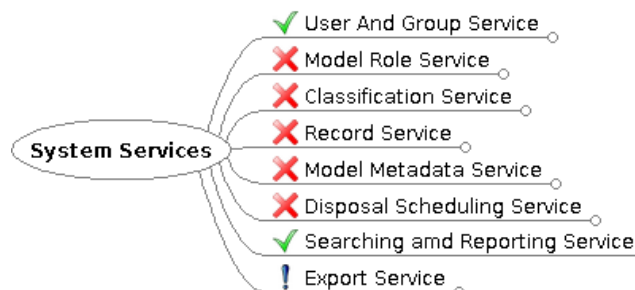 User And Group Service
Model Role Service
Classification Service
Record Service
System Services
Model Metadata Service
Disposal Scheduling Service
Searching amd Reporting Service
Export Service